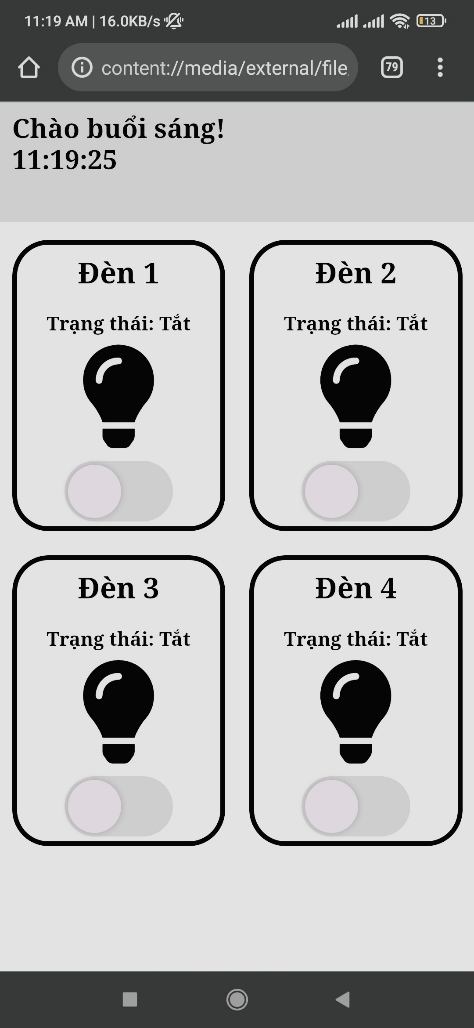 11:19 AM | 16.0KB/s
13
content://media/external/file
79
Chào buổi sáng!
11:19:25
Đèn 1
Trạng thái: Tắt
Đèn 2
Trạng thái: Tắt
Đèn 3
Trạng thái: Tắt
Đèn 4
Trạng thái: Tắt